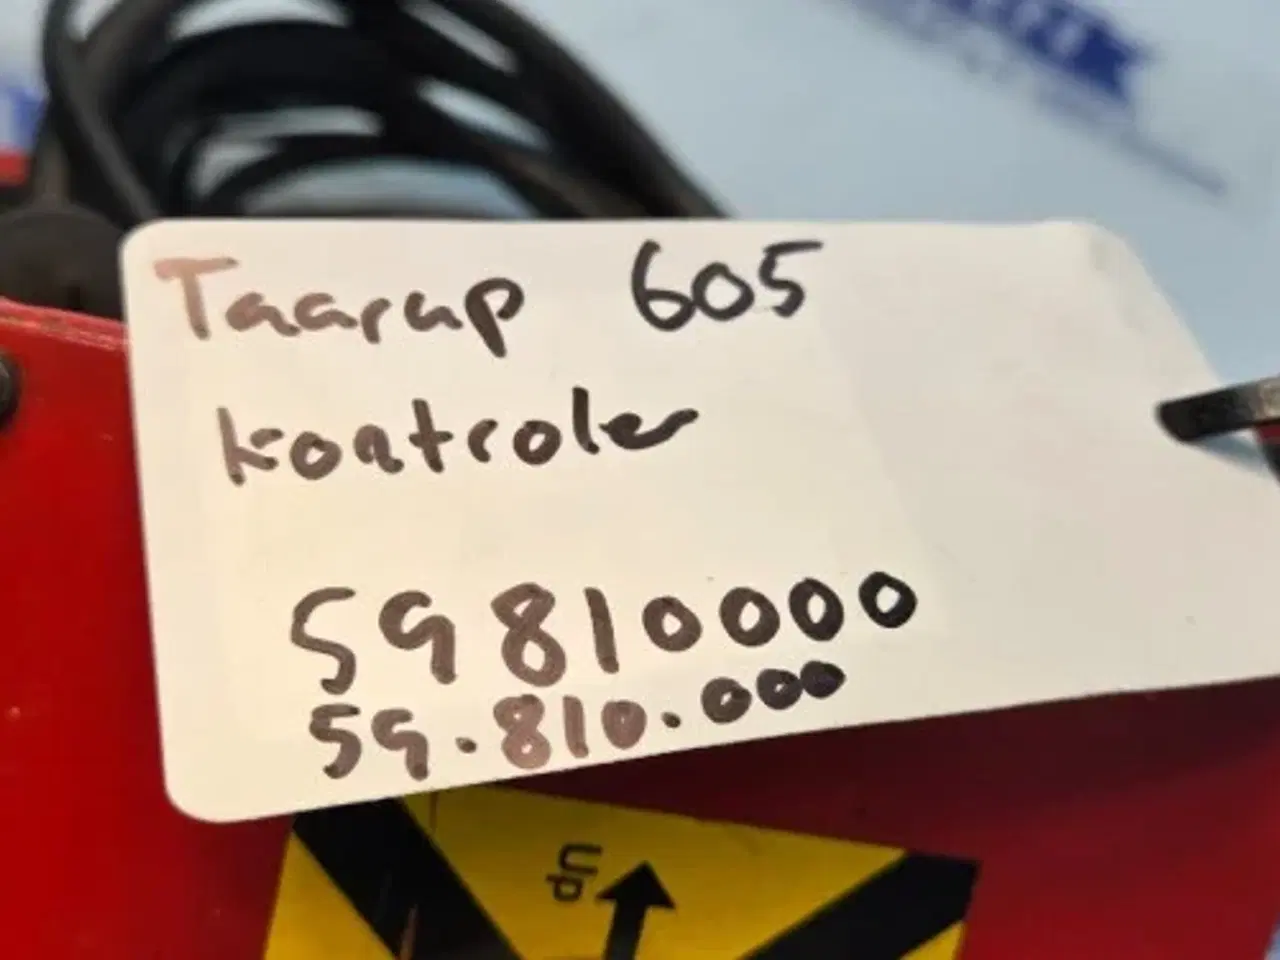 Taarup 605
kontroler
59810000
59.810.000
up